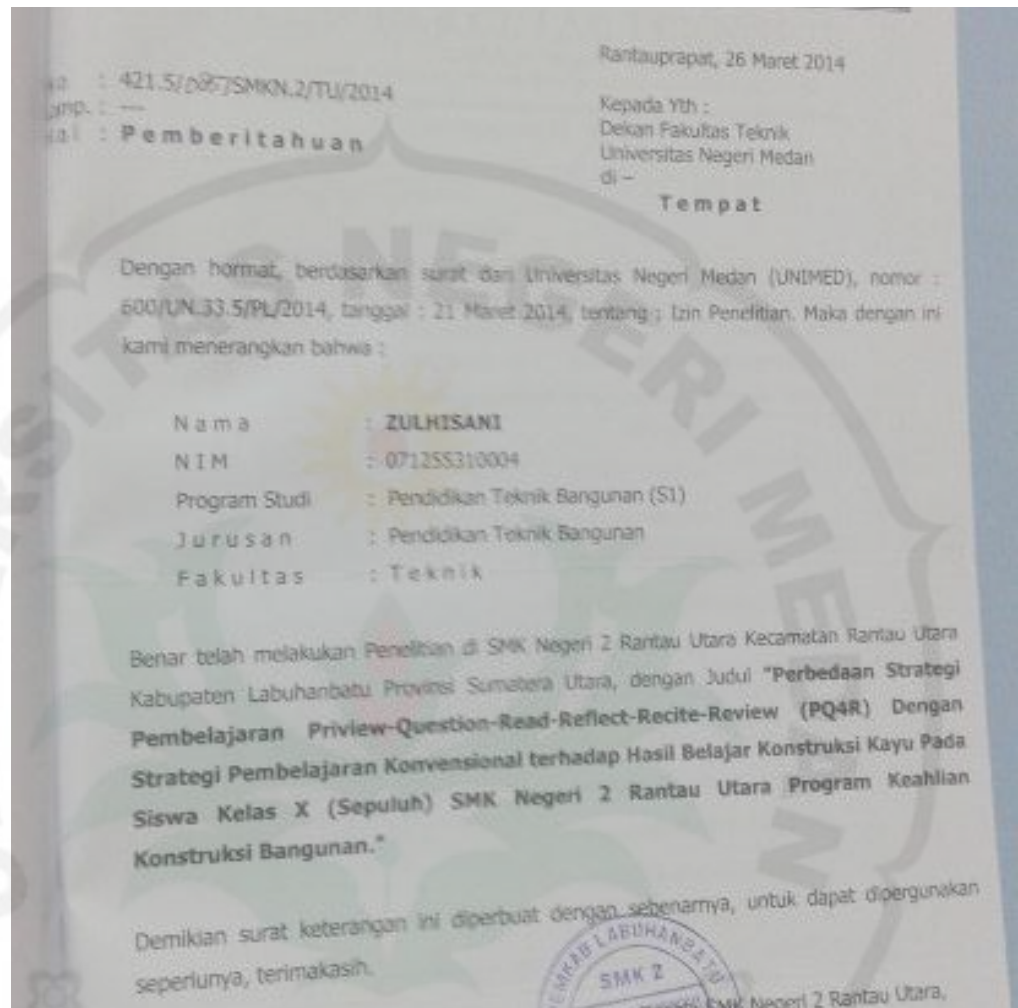 Rantauprapat, 26 Maret 2014
: 421.5/ /SMKN.2/TU/2014
mp. : ---
al : Pemberitahuan
Kepada Yth :
Dekan Fakultas Teknik
Universitas Negeri Medan
di –
Tempat
Dengan hormat, berdasarkan surat dari Universitas Negeri Medan (UNIMED), nomor :
600/UN.33.5/PL/2014, tanggal : 21 Maret 2014, tentang : Izin Penelitian. Maka dengan ini
kami menerangkan bahwa :
Nama : ZULHISANI
NIM : 071255310004
Program Studi : Pendidikan Teknik Bangunan (S1)
Jurusan : Pendidikan Teknik Bangunan
Fakultas : Teknik
Benar telah melakukan Penelitian di SMK Negeri 2 Rantau Utara Kecamatan Rantau Utara
Kabupaten Labuhanbatu Provinsi Sumatera Utara, dengan Judul "Perbedaan Strategi
Pembelajaran Priview-Question-Read-Reflect-Recite-Review (PQ4R) Dengan
Strategi Pembelajaran Konvensional terhadap Hasil Belajar Konstruksi Kayu Pada
Siswa Kelas X (Sepuluh) SMK Negeri 2 Rantau Utara Program Keahlian
Konstruksi Bangunan."
Demikian surat keterangan ini diperbuat dengan sebenarnya, untuk dapat dipergunakan
seperlunya, terimakasih.
PEMKAB LABUHANBATU
SMK 2
SMK Negeri 2 Rantau Utara,